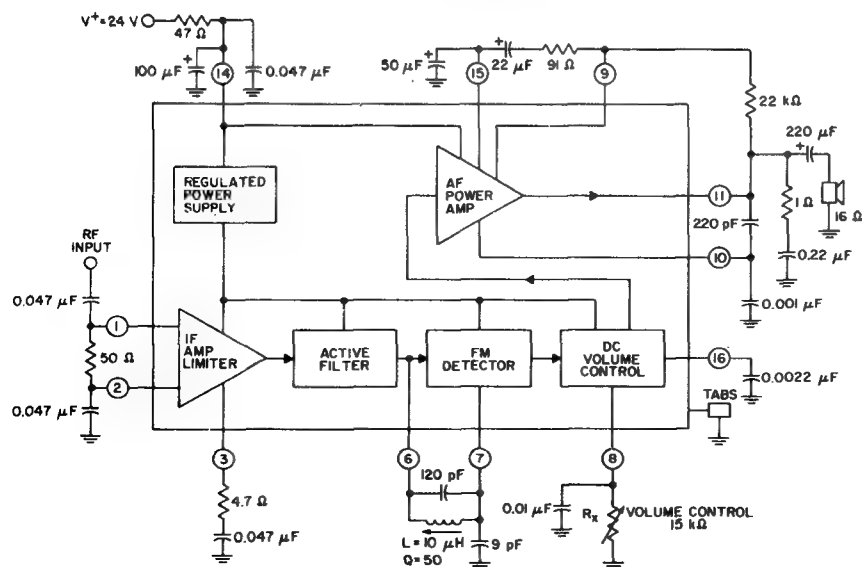 V+ = 24 V
47 Ω
100 µF
+
14
0.047 µF
50 µF
+
15
+
22 µF
91 Ω
9
22 kΩ
220 µF
+
REGULATED
POWER
SUPPLY
AF
POWER
AMP
11
220 pF
1 Ω
16 Ω
10
0.22 µF
0.001 µF
RF
INPUT
0.047 µF
1
50 Ω
2
0.047 µF
IF
AMP
LIMITER
ACTIVE
FILTER
FM
DETECTOR
DC
VOLUME
CONTROL
16
0.0022 µF
TABS
3
4.7 Ω
0.047 µF
6
7
120 pF
L = 10 µH
Q = 50
9 pF
8
0.01 µF
Rx
VOLUME CONTROL
15 kΩ